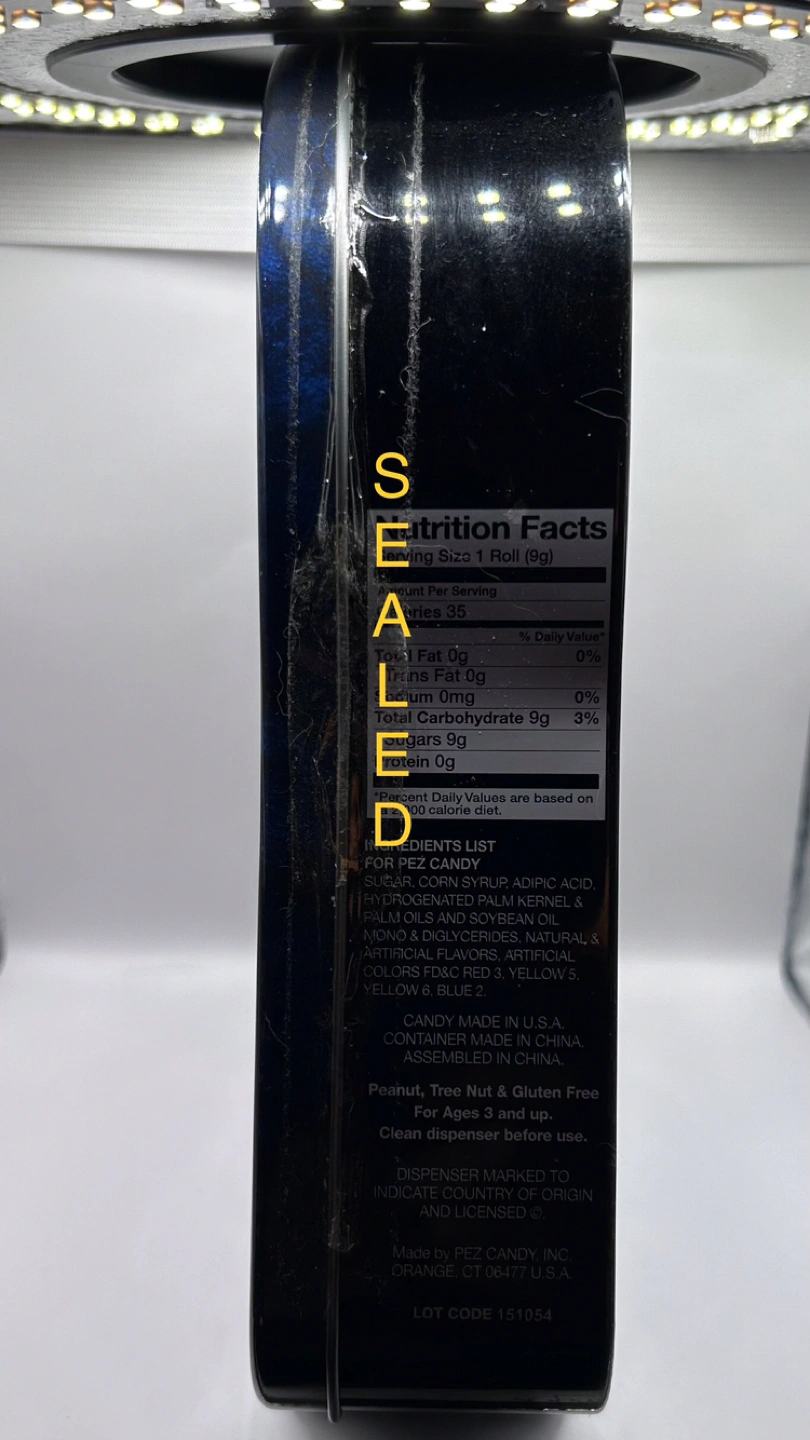 SEALED
Nutrition Facts
Serving Size 1 Roll (9g)
Amount Per Serving
Calories 35
% Daily Value*
Total Fat 0g 0%
Trans Fat 0g
Sodium 0mg 0%
Total Carbohydrate 9g 3%
Sugars 9g
Protein 0g
*Percent Daily Values are based on
a 2,000 calorie diet.
INGREDIENTS LIST
FOR PEZ CANDY
SUGAR, CORN SYRUP, ADIPIC ACID,
HYDROGENATED PALM KERNEL &
PALM OILS AND SOYBEAN OIL
MONO & DIGLYCERIDES, NATURAL &
ARTIFICIAL FLAVORS, ARTIFICIAL
COLORS FD&C RED 3, YELLOW 5,
YELLOW 6, BLUE 2.
CANDY MADE IN U.S.A.
CONTAINER MADE IN CHINA.
ASSEMBLED IN CHINA.
Peanut, Tree Nut & Gluten Free
For Ages 3 and up.
Clean dispenser before use.
DISPENSER MARKED TO
INDICATE COUNTRY OF ORIGIN
AND LICENSED ©.
Made by PEZ CANDY, INC.
ORANGE, CT 06477 U.S.A.
LOT CODE 151054